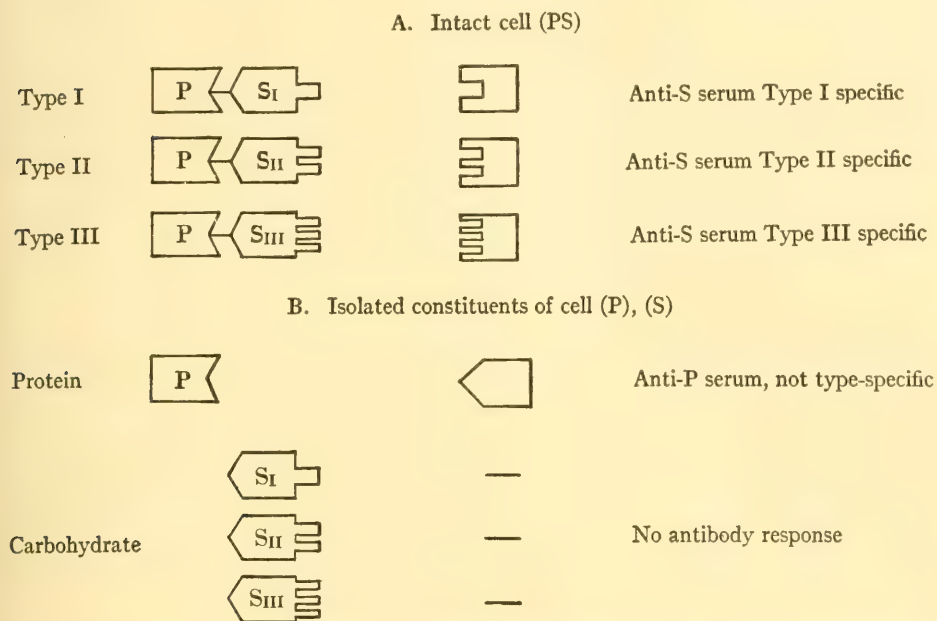 A. Intact cell (PS)
Type I P SI Anti-S serum Type I specific
Type II P SII Anti-S serum Type II specific
Type III P SIII Anti-S serum Type III specific
B. Isolated constituents of cell (P), (S)
Protein P Anti-P serum, not type-specific
SI —
Carbohydrate SII — No antibody response
SIII —